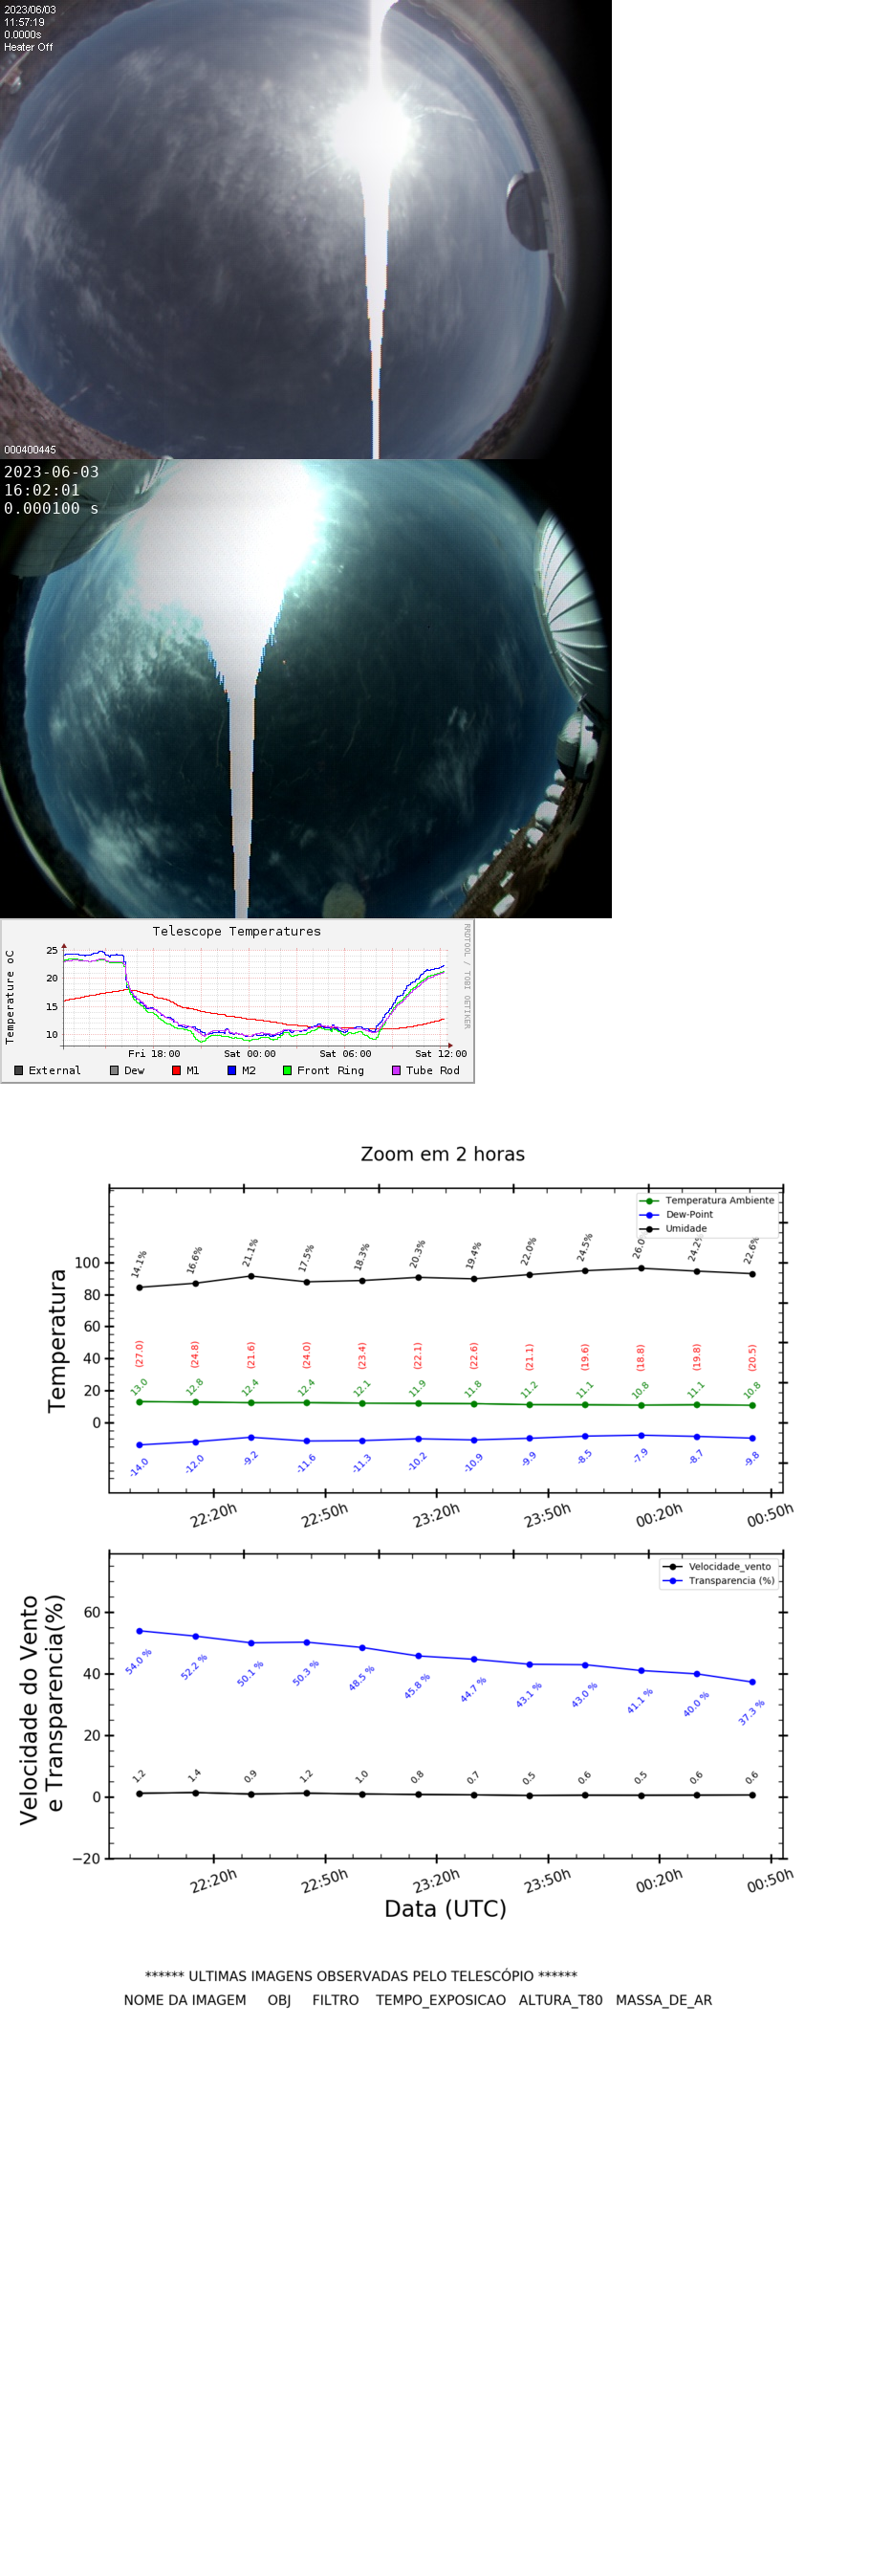 2023/06/03
11:57:19
0.0000s
Heater Off
000400445
2023-06-03
16:02:01
0.000100 s
Telescope Temperatures
RRDTOOL / TOBI OETIKER
Temperature oC
25
20
15
10
Fri 18:00 Sat 00:00 Sat 06:00 Sat 12:00
External Dew M1 M2 Front Ring Tube Rod
Zoom em 2 horas
Temperatura Ambiente
Dew-Point
Umidade
Temperatura
100
80
60
40
20
0
14.1% 16.6% 21.1% 17.5% 18.3% 20.3% 19.4% 22.0% 24.5% 26.0 24.2% 22.6%
(27.0) (24.8) (21.6) (24.0) (23.4) (22.1) (22.6) (21.1) (19.6) (18.8) (19.8) (20.5)
13.0 12.8 12.4 12.4 12.1 11.9 11.8 11.2 11.1 10.8 11.1 10.8
-14.0 -12.0 -9.2 -11.6 -11.3 -10.2 -10.9 -9.9 -8.5 -7.9 -8.7 -9.8
22:20h 22:50h 23:20h 23:50h 00:20h 00:50h
Velocidade_vento
Transparencia (%)
Velocidade do Vento
e Transparencia(%)
60
40
20
0
−20
54.0 % 52.2 % 50.1 % 50.3 % 48.5 % 45.8 % 44.7 % 43.1 % 43.0 % 41.1 % 40.0 % 37.3 %
1.2 1.4 0.9 1.2 1.0 0.8 0.7 0.5 0.6 0.5 0.6 0.6
22:20h 22:50h 23:20h 23:50h 00:20h 00:50h
Data (UTC)
****** ULTIMAS IMAGENS OBSERVADAS PELO TELESCÓPIO ******
NOME DA IMAGEM OBJ FILTRO TEMPO_EXPOSICAO ALTURA_T80 MASSA_DE_AR